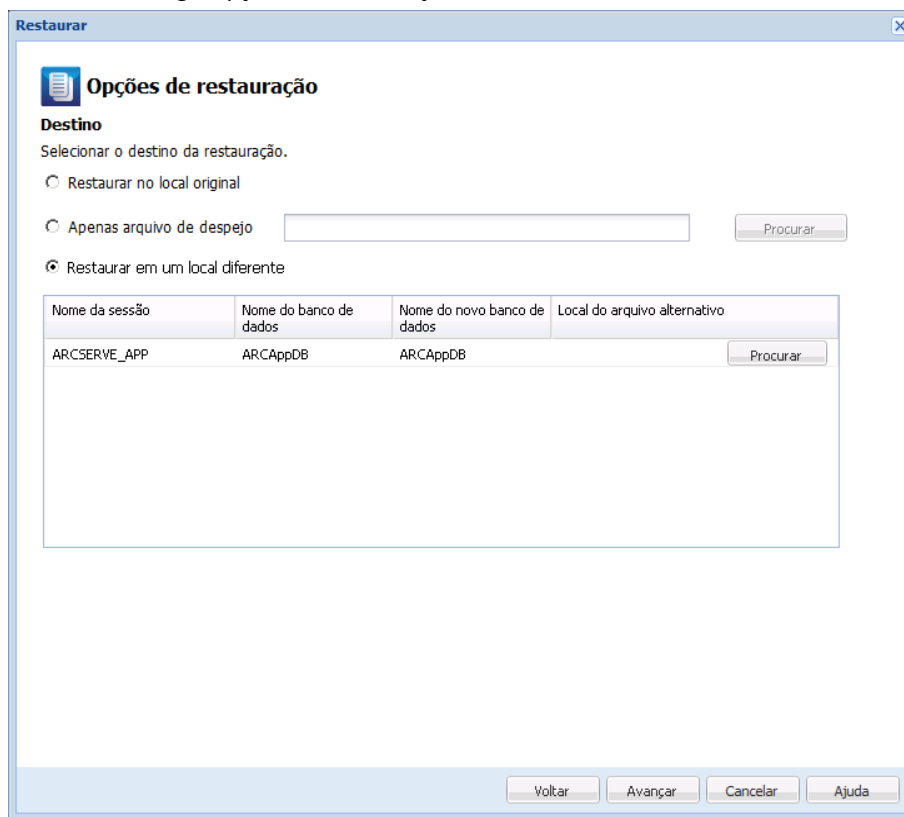 Restaurar
Opções de restauração
Destino
Selecionar o destino da restauração.
Restaurar no local original
Apenas arquivo de despejo
Procurar
Restaurar em um local diferente
Nome da sessão Nome do banco de dados Nome do novo banco de dados Local do arquivo alternativo
ARCSERVE_APP ARCAppDB ARCAppDB Procurar
Voltar Avançar Cancelar Ajuda